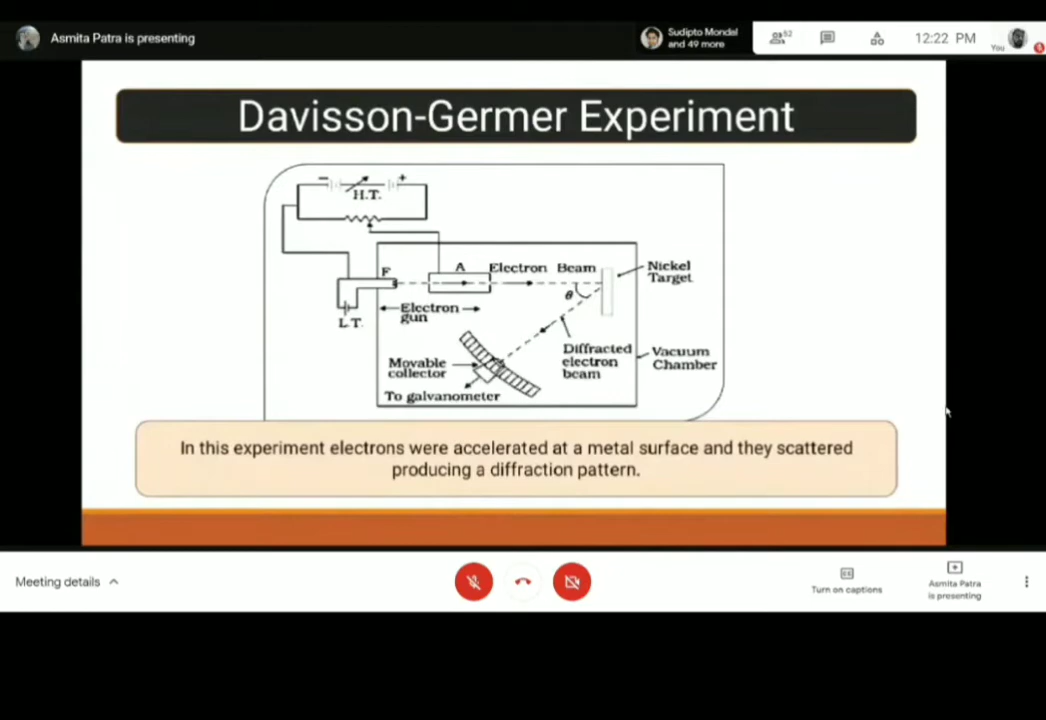 Asmita Patra is presenting
Sudipto Mondal
and 49 more
52
12:22 PM
You
Davisson-Germer Experiment
− +
H.T.
F
A
Electron Beam
Nickel
Target
θ
Electron
gun
L.T.
Diffracted
electron
beam
Movable
collector
Vacuum
Chamber
To galvanometer
In this experiment electrons were accelerated at a metal surface and they scattered
producing a diffraction pattern.
Meeting details
Turn on captions
Asmita Patra
is presenting